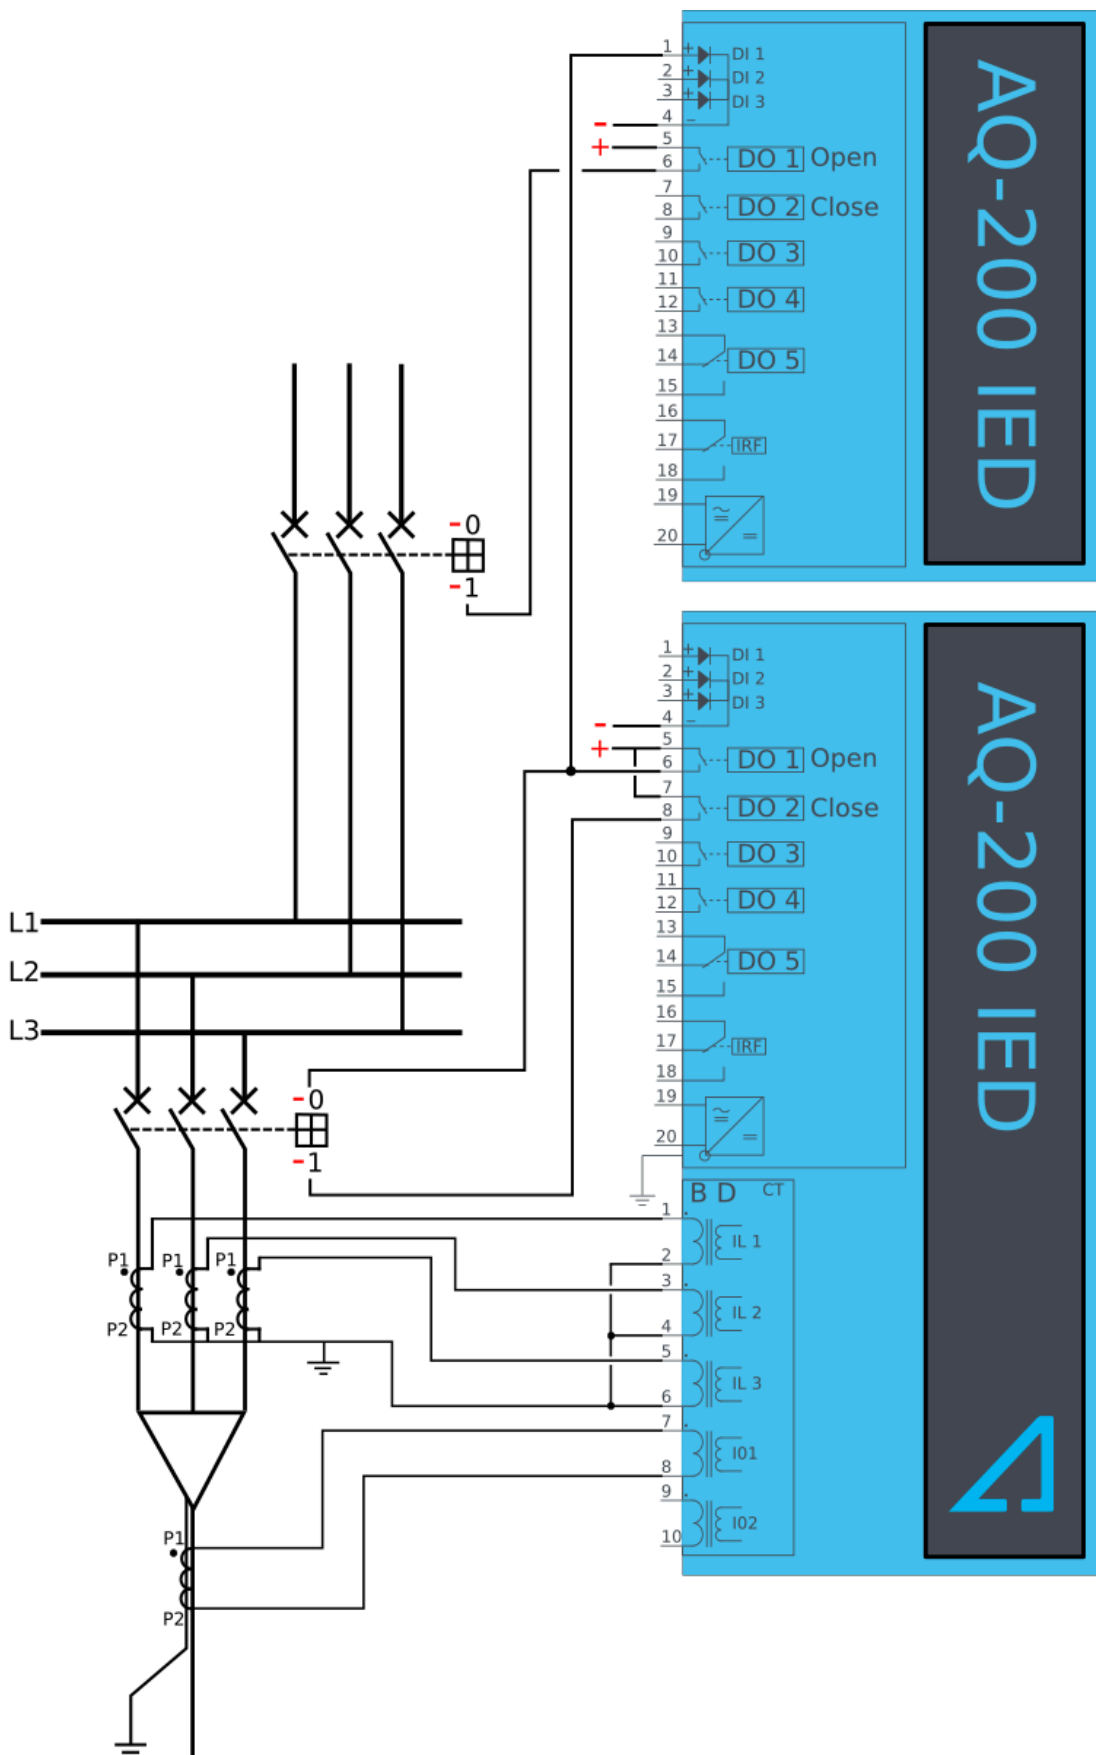 1 + DI 1
2 + DI 2
3 + DI 3
4 −
-
5
+
6
DO 1 Open
7
8
DO 2 Close
9
10
DO 3
11
12
DO 4
13
14
DO 5
15
16
17
IRF
18
19
20
≂
=
AQ-200 IED
-0
-1
1 + DI 1
2 + DI 2
3 + DI 3
4 −
-
5
+
6
DO 1 Open
7
8
DO 2 Close
9
10
DO 3
11
12
DO 4
13
14
DO 5
15
16
17
IRF
18
19
20
≂
=
AQ-200 IED
L1
L2
L3
-0
-1
B D CT
1
IL 1
2
3
IL 2
4
5
IL 3
6
7
I01
8
9
I02
10
P1 P1 P1
P2 P2 P2
P1
P2